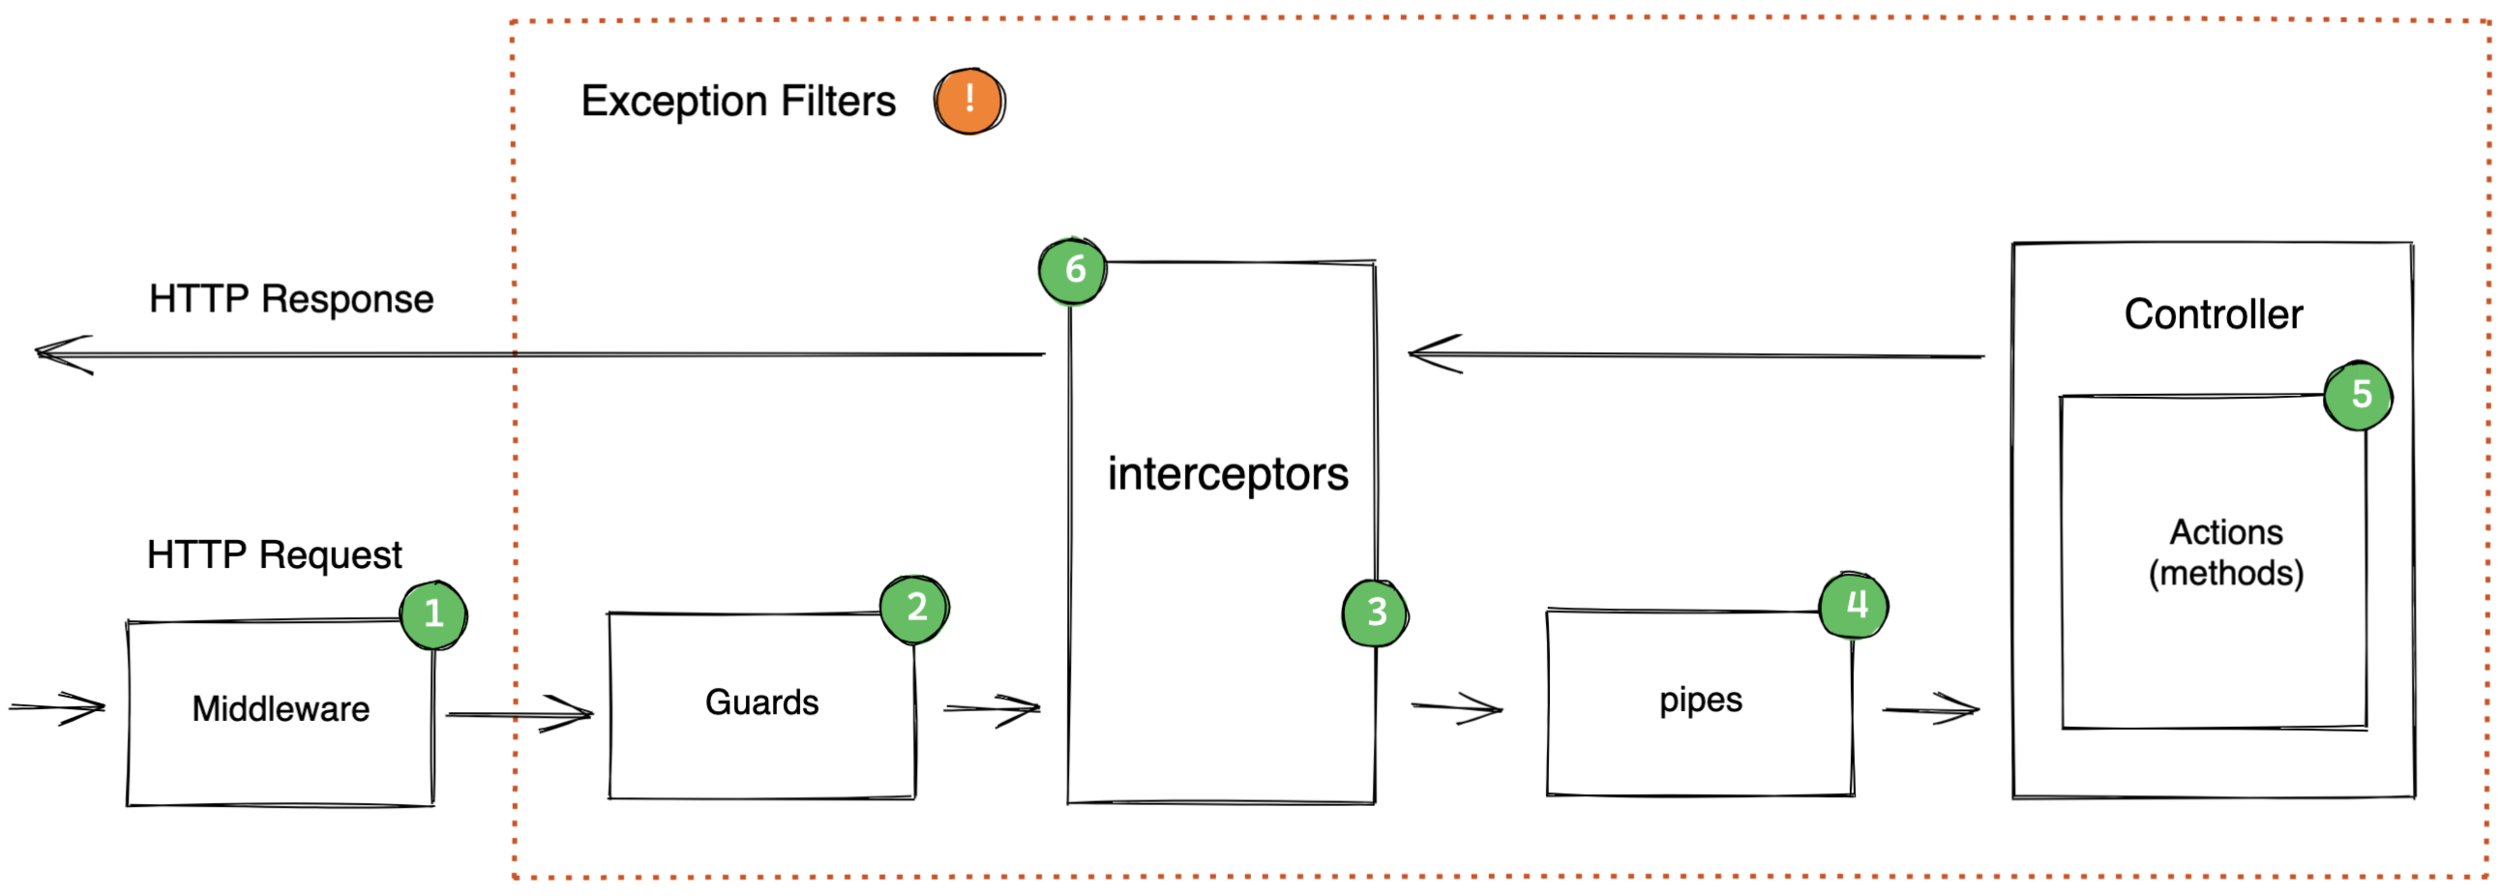 Exception Filters !
6
HTTP Response
Controller
5
interceptors
Actions
(methods)
HTTP Request
1
2
3
4
Middleware
Guards
pipes